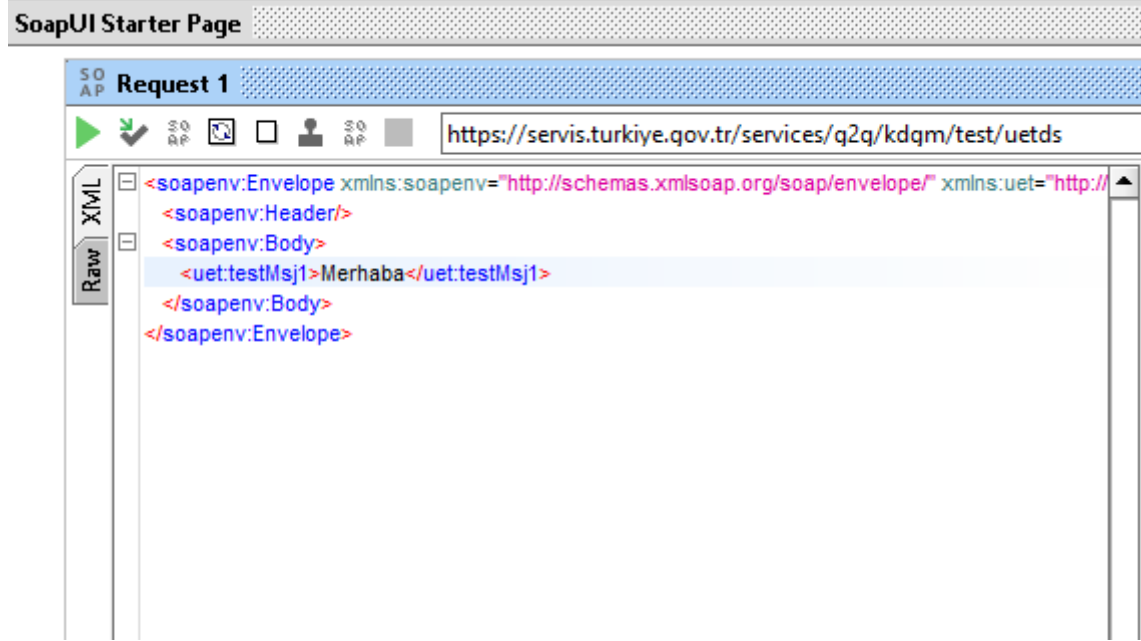 SoapUI Starter Page
SOAP Request 1
https://servis.turkiye.gov.tr/services/g2g/kdgm/test/uetds
XML
Raw
<soapenv:Envelope xmlns:soapenv="http://schemas.xmlsoap.org/soap/envelope/" xmlns:uet="http://
<soapenv:Header/>
<soapenv:Body>
<uet:testMsj1>Merhaba</uet:testMsj1>
</soapenv:Body>
</soapenv:Envelope>